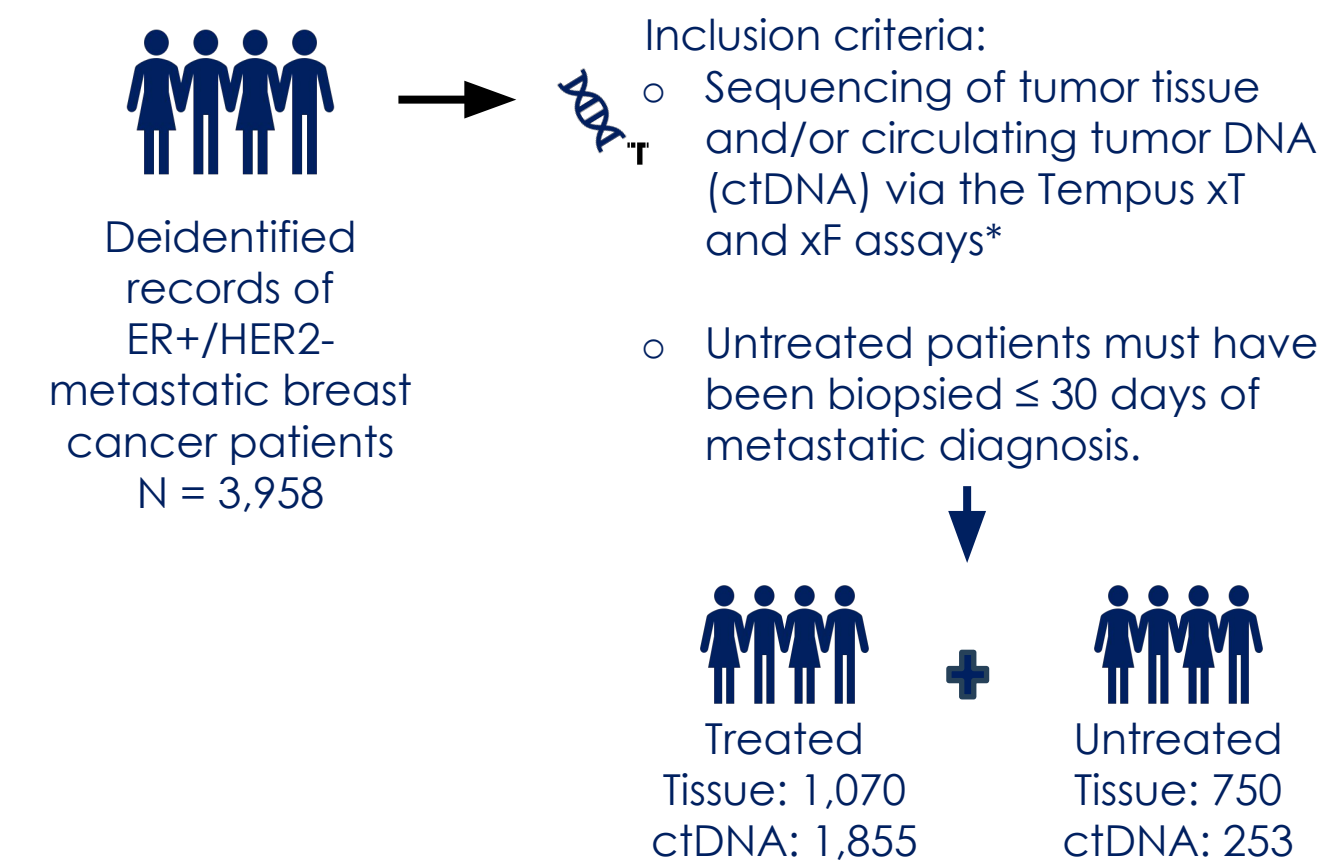 Deidentified
records of
ER+/HER2-
metastatic breast
cancer patients
N = 3,958
Inclusion criteria:
o Sequencing of tumor tissue
and/or circulating tumor DNA
(ctDNA) via the Tempus xT
and xF assays*
o Untreated patients must have
been biopsied ≤ 30 days of
metastatic diagnosis.
Treated
Tissue: 1,070
ctDNA: 1,855
Untreated
Tissue: 750
ctDNA: 253